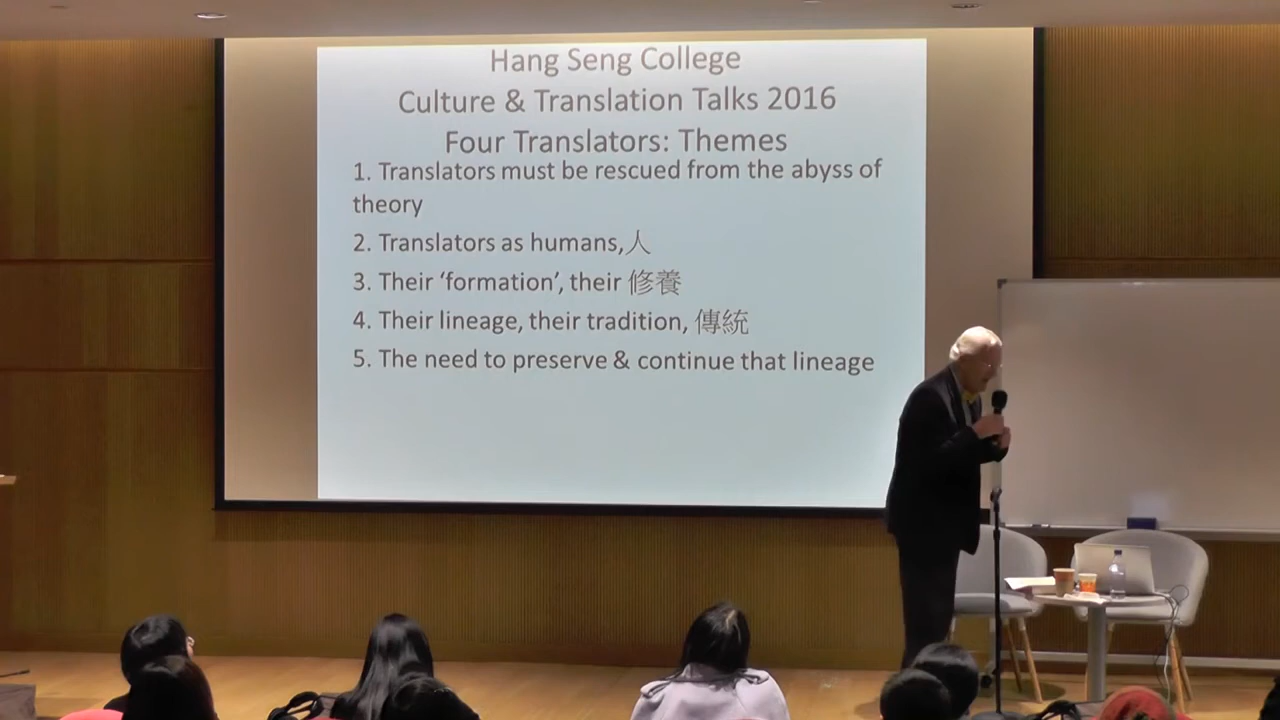 Hang Seng College
Culture & Translation Talks 2016
Four Translators: Themes
1. Translators must be rescued from the abyss of
theory
2. Translators as humans,人
3. Their ‘formation’, their 修養
4. Their lineage, their tradition, 傳統
5. The need to preserve & continue that lineage